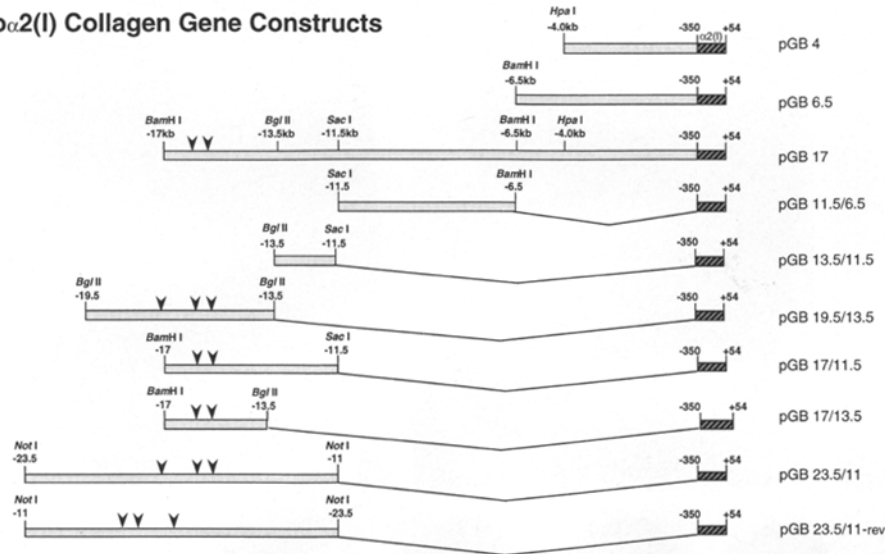 α2(I) Collagen Gene Constructs
Hpa I
-4.0kb -350 α2(I) +54
pGB 4
BamH I
-6.5kb -350 +54
pGB 6.5
BamH I Bgl II Sac I BamH I Hpa I
-17kb -13.5kb -11.5kb -6.5kb -4.0kb -350 +54
pGB 17
Sac I BamH I
-11.5 -6.5 -350 +54
pGB 11.5/6.5
Bgl II Sac I
-13.5 -11.5 -350 +54
pGB 13.5/11.5
Bgl II Bgl II
-19.5 -13.5 -350 +54
pGB 19.5/13.5
BamH I Sac I
-17 -11.5 -350 +54
pGB 17/11.5
BamH I Bgl II
-17 -13.5 -350 +54
pGB 17/13.5
Not I Not I
-23.5 -11 -350 +54
pGB 23.5/11
Not I Not I
-11 -23.5 -350 +54
pGB 23.5/11-rev